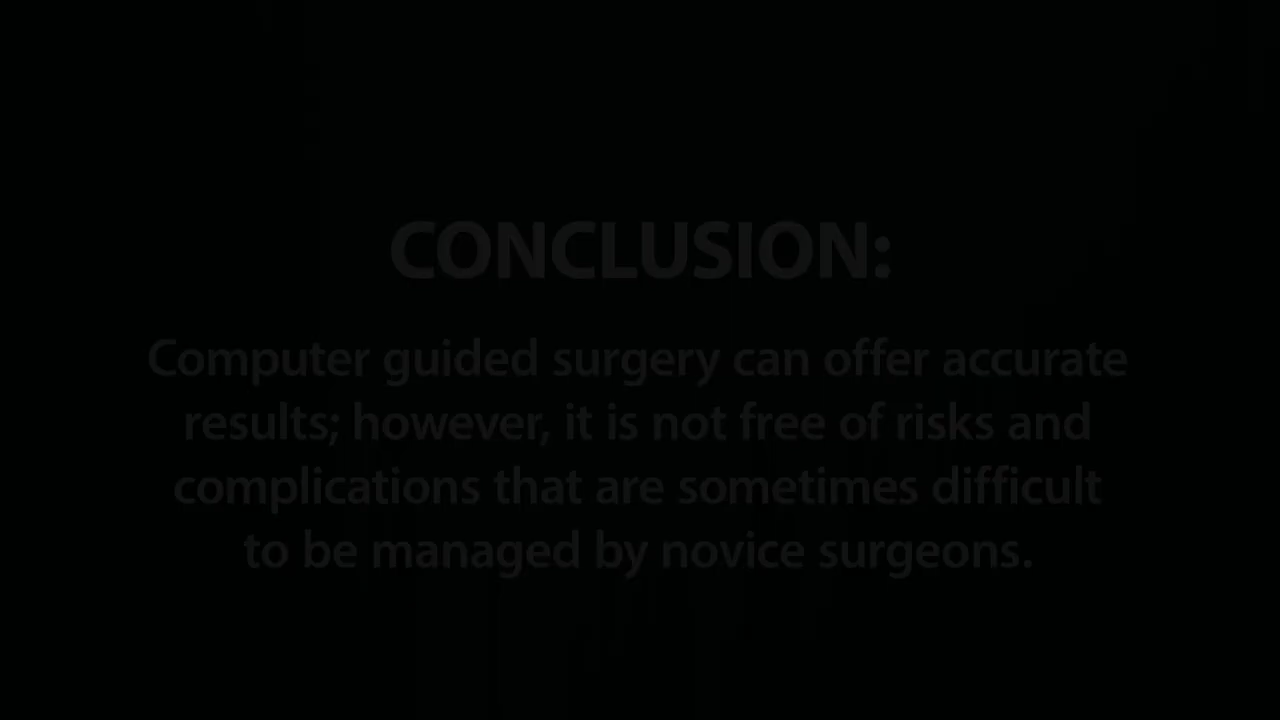 CONCLUSION:
Computer guided surgery can offer accurate
results; however, it is not free of risks and
complications that are sometimes difficult
to be managed by novice surgeons.